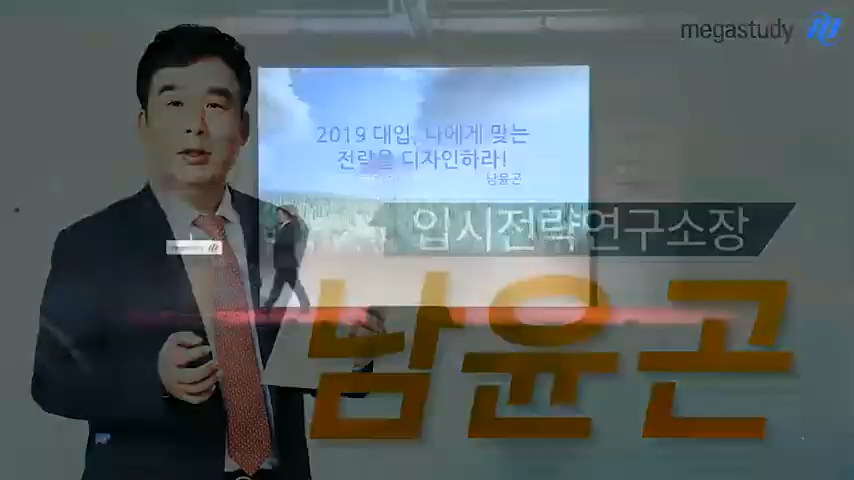 megastudy
2019 대입, 나에게 맞는
전략을 디자인하라!
남윤곤
입시전략연구소장
남윤곤